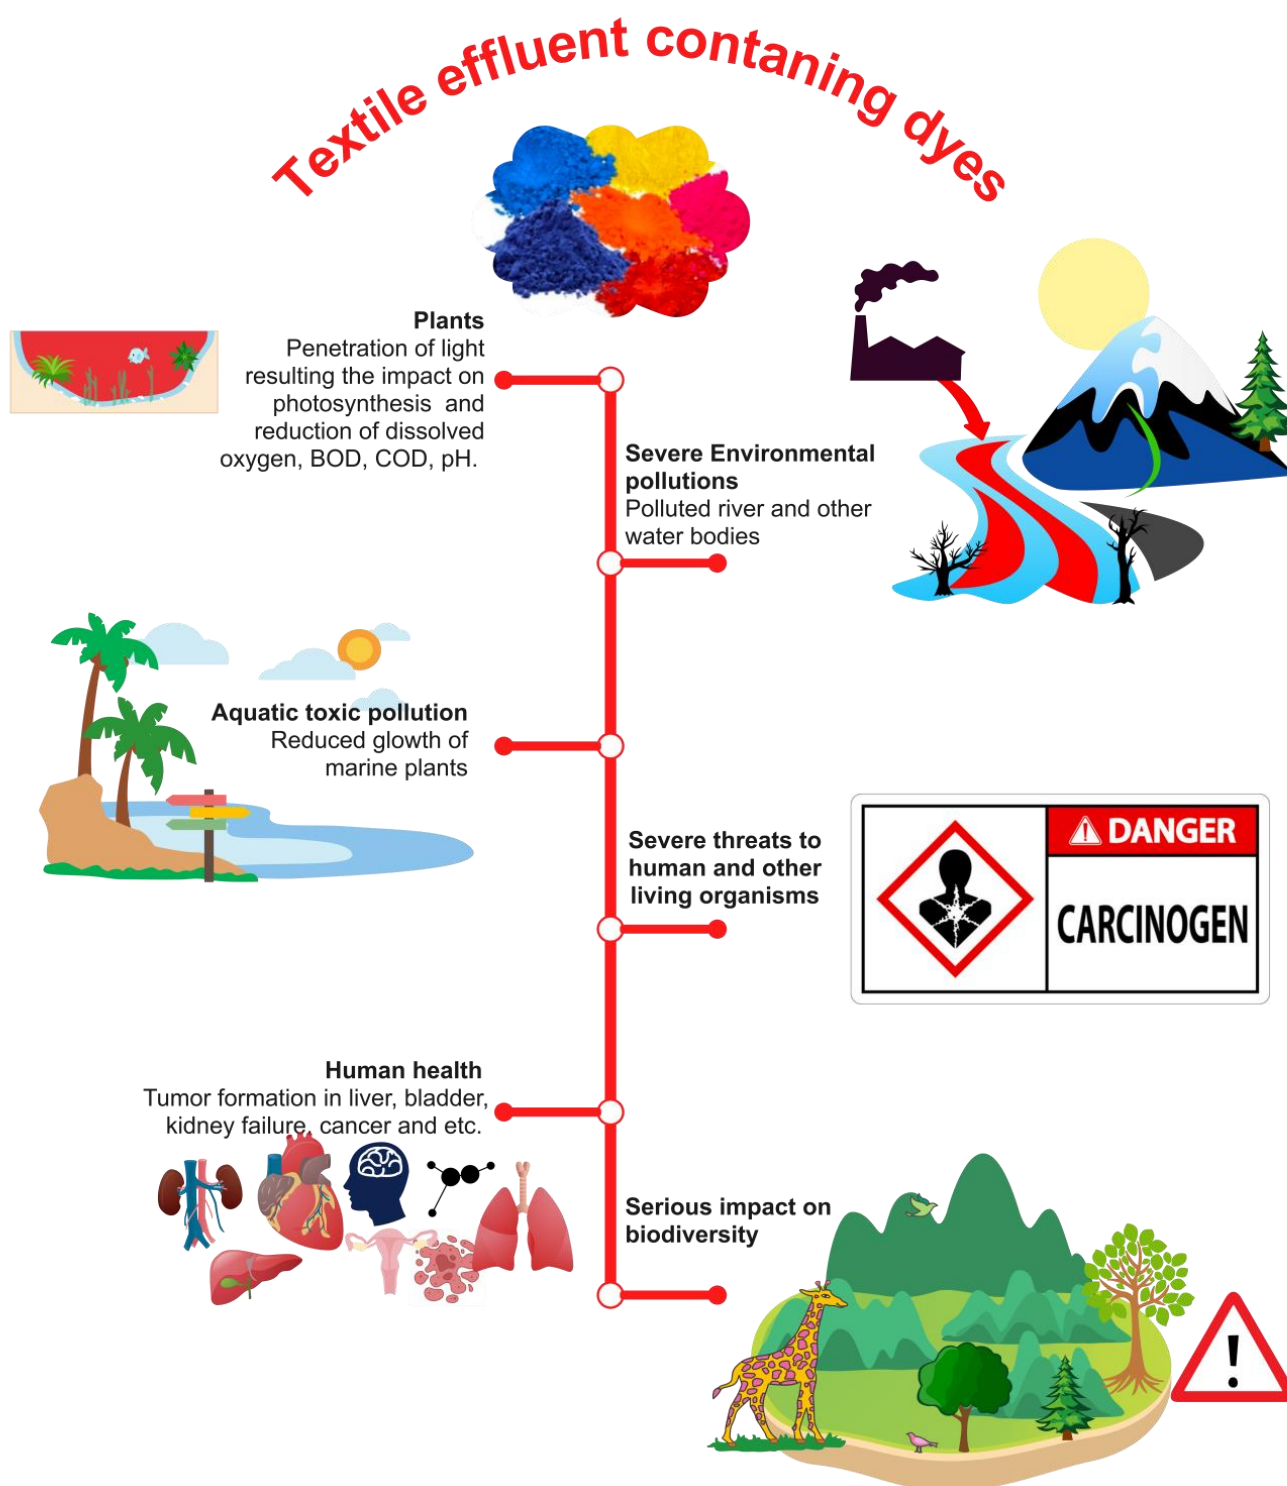 Textile effluent contaning dyes
Plants
Penetration of light
resulting the impact on
photosynthesis and
reduction of dissolved
oxygen, BOD, COD, pH.
Severe Environmental
pollutions
Polluted river and other
water bodies
Aquatic toxic pollution
Reduced growth of
marine plants
Severe threats to
human and other
living organisms
DANGER
CARCINOGEN
Human health
Tumor formation in liver, bladder,
kidney failure, cancer and etc.
Serious impact on
biodiversity